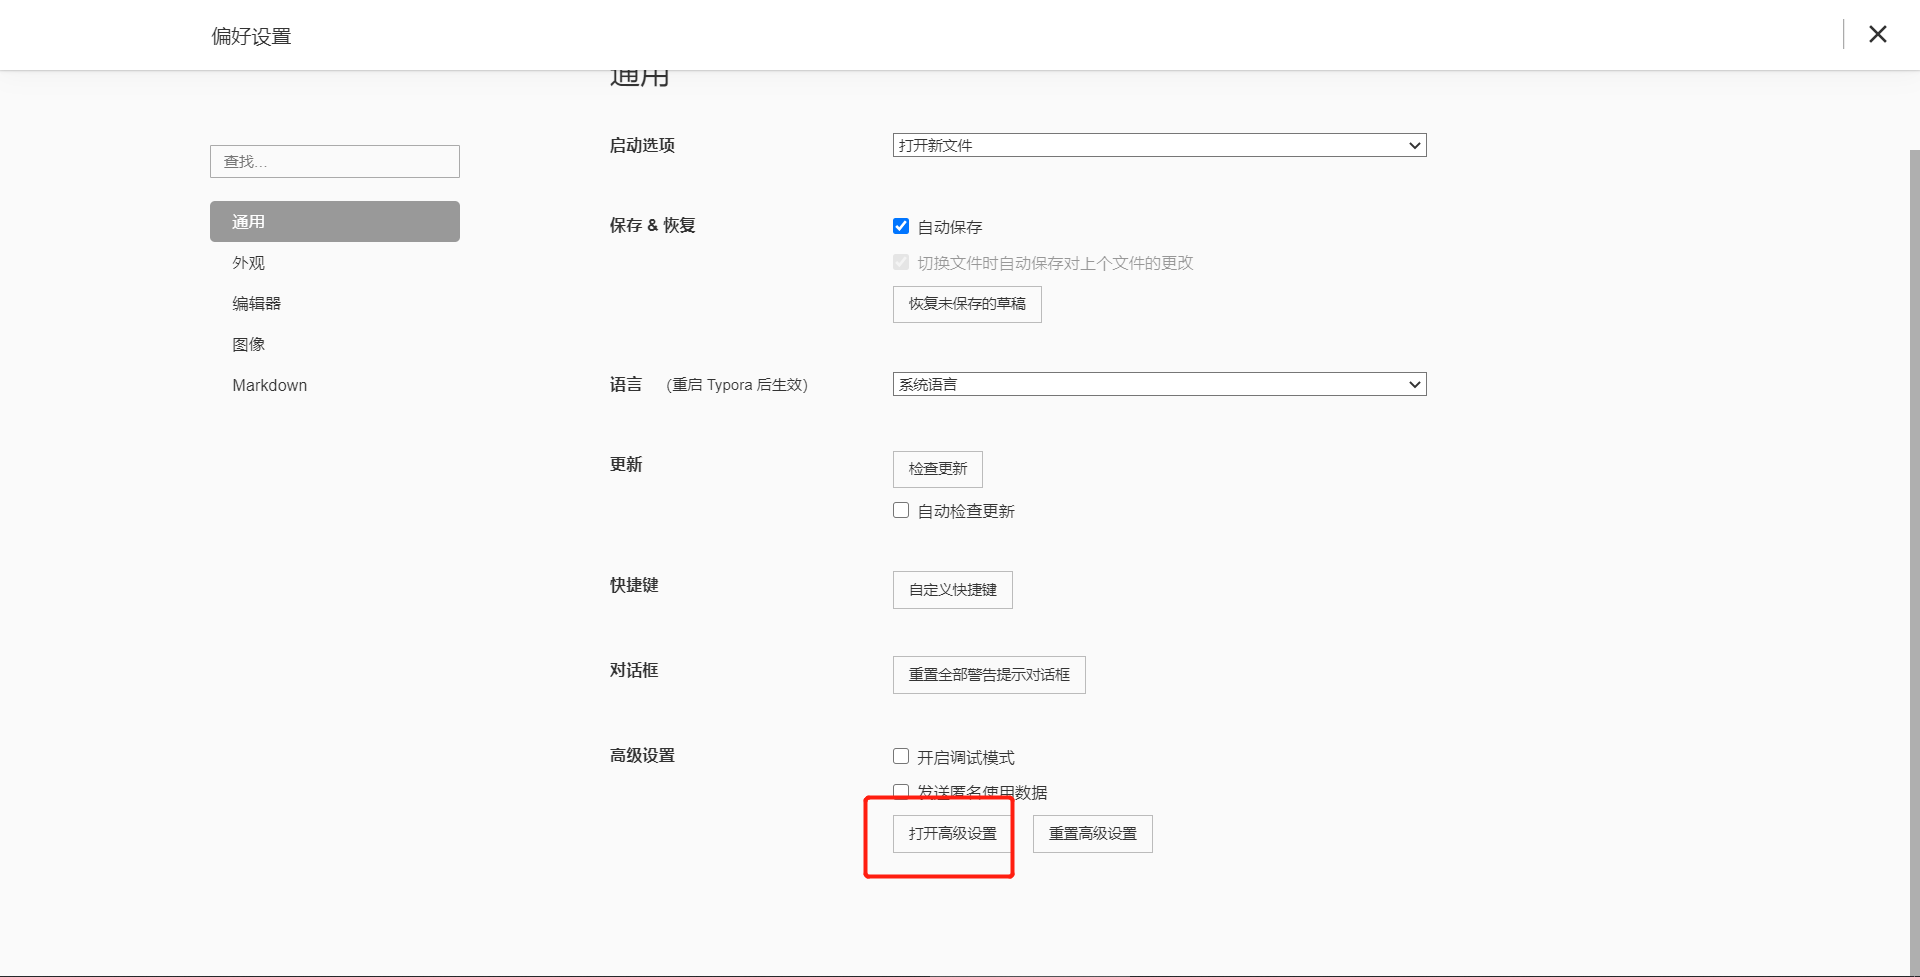 偏好设置
通用
查找...
通用
外观
编辑器
图像
Markdown
启动选项
打开新文件
保存 & 恢复
自动保存
切换文件时自动保存对上个文件的更改
恢复未保存的草稿
语言 (重启 Typora 后生效)
系统语言
更新
检查更新
自动检查更新
快捷键
自定义快捷键
对话框
重置全部警告提示对话框
高级设置
开启调试模式
发送匿名使用数据
打开高级设置 重置高级设置